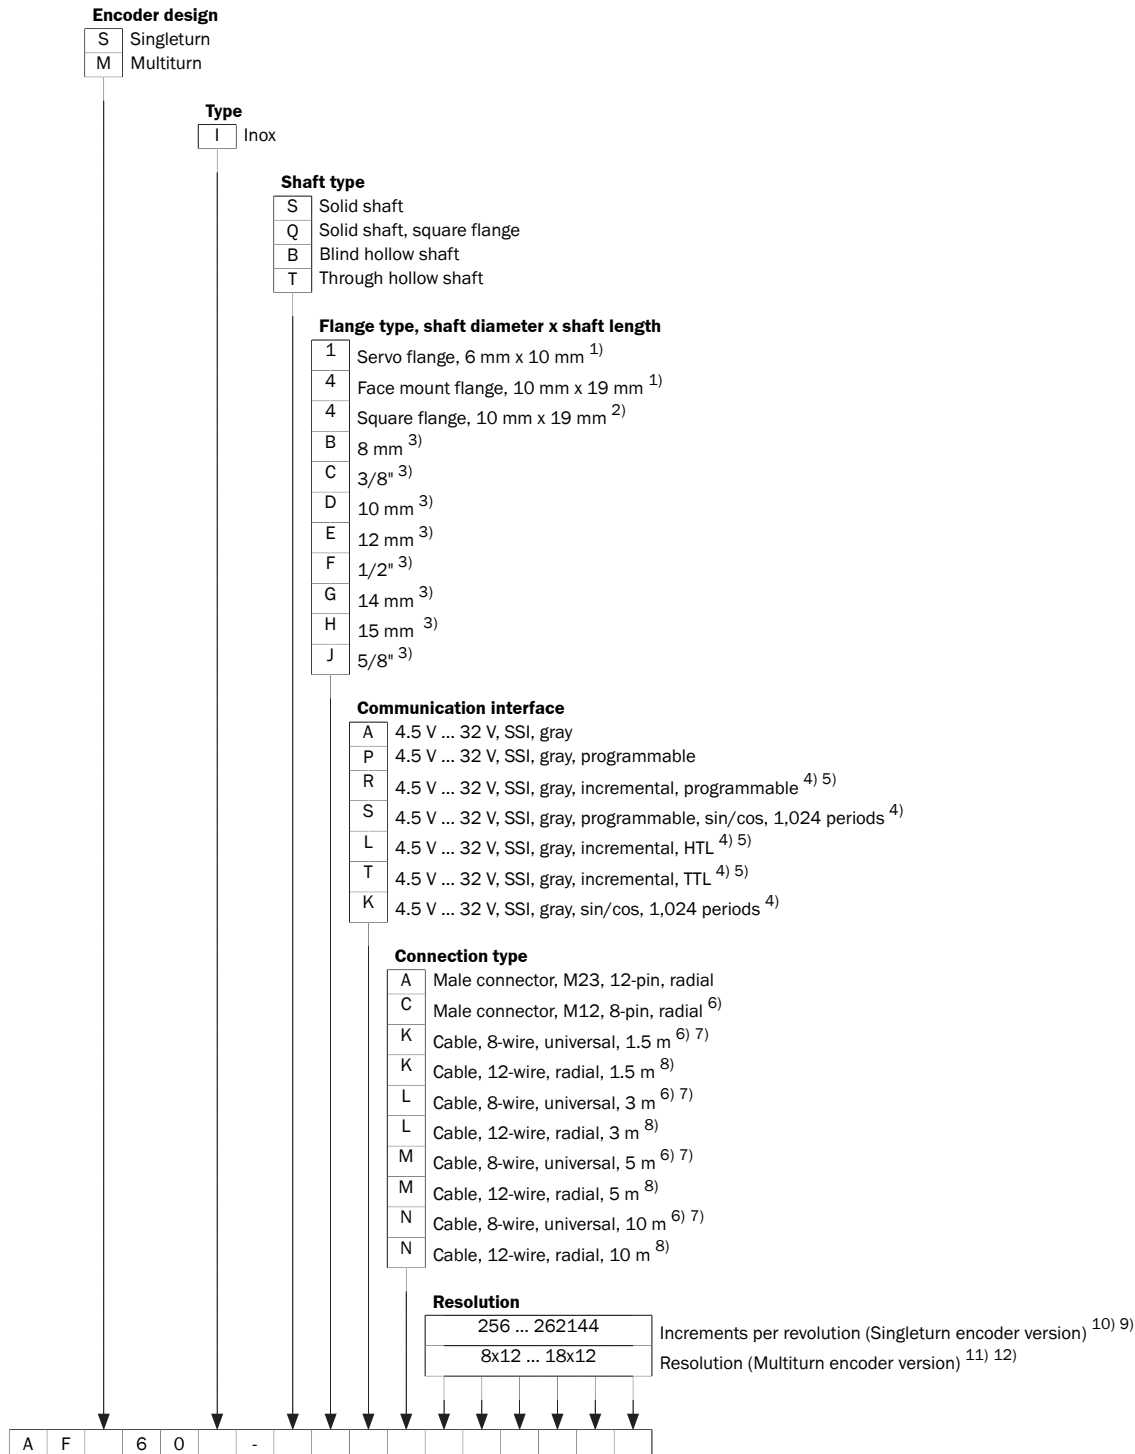 Encoder design
S Singleturn
M Multiturn
Type
I Inox
Shaft type
S Solid shaft
Q Solid shaft, square flange
B Blind hollow shaft
T Through hollow shaft
Flange type, shaft diameter x shaft length
1 Servo flange, 6 mm x 10 mm 1)
4 Face mount flange, 10 mm x 19 mm 1)
4 Square flange, 10 mm x 19 mm 2)
B 8 mm 3)
C 3/8" 3)
D 10 mm 3)
E 12 mm 3)
F 1/2" 3)
G 14 mm 3)
H 15 mm 3)
J 5/8" 3)
Communication interface
A 4.5 V ... 32 V, SSI, gray
P 4.5 V ... 32 V, SSI, gray, programmable
R 4.5 V ... 32 V, SSI, gray, incremental, programmable 4) 5)
S 4.5 V ... 32 V, SSI, gray, programmable, sin/cos, 1,024 periods 4)
L 4.5 V ... 32 V, SSI, gray, incremental, HTL 4) 5)
T 4.5 V ... 32 V, SSI, gray, incremental, TTL 4) 5)
K 4.5 V ... 32 V, SSI, gray, sin/cos, 1,024 periods 4)
Connection type
A Male connector, M23, 12-pin, radial
C Male connector, M12, 8-pin, radial 6)
K Cable, 8-wire, universal, 1.5 m 6) 7)
K Cable, 12-wire, radial, 1.5 m 8)
L Cable, 8-wire, universal, 3 m 6) 7)
L Cable, 12-wire, radial, 3 m 8)
M Cable, 8-wire, universal, 5 m 6) 7)
M Cable, 12-wire, radial, 5 m 8)
N Cable, 8-wire, universal, 10 m 6) 7)
N Cable, 12-wire, radial, 10 m 8)
Resolution
256 ... 262144 Increments per revolution (Singleturn encoder version) 10) 9)
8x12 ... 18x12 Resolution (Multiturn encoder version) 11) 12)
A F 6 0 -